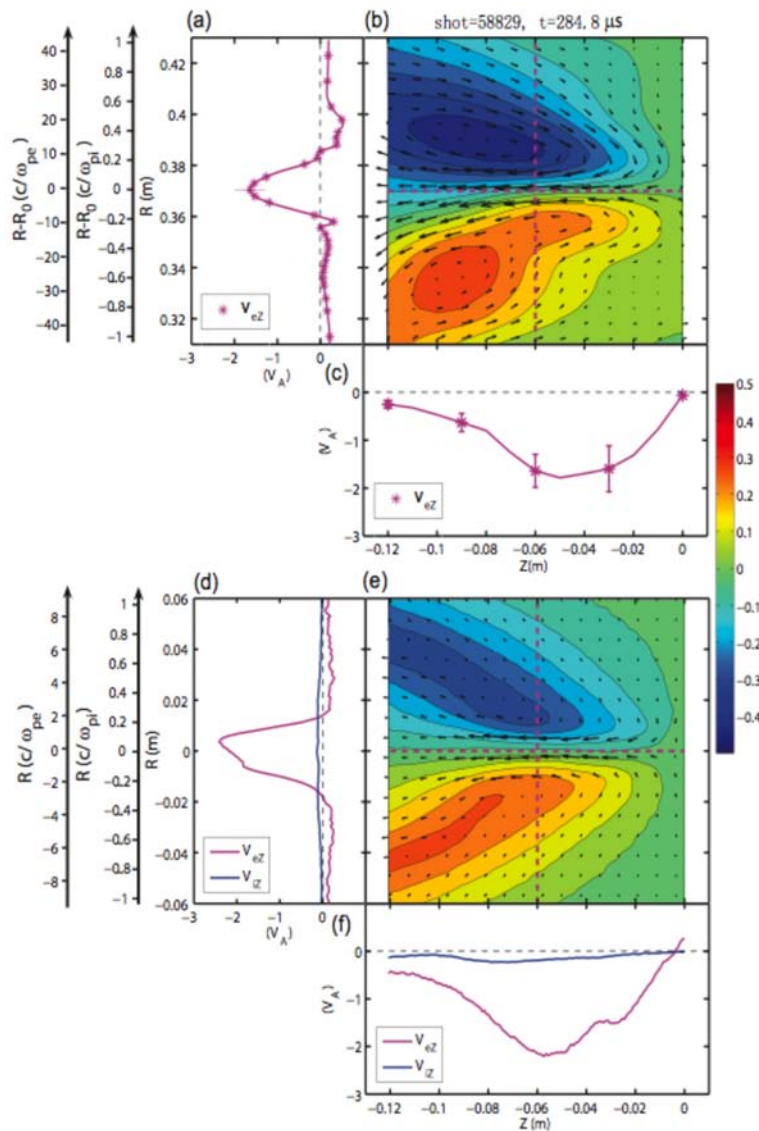 (a)
(b)
shot=58829, t=284.8 μs
R-R0 (c/ωpe)
40
30
20
10
0
-10
-20
-30
-40
R-R0 (c/ωpi)
1
0.8
0.6
0.4
0.2
0
-0.2
-0.4
-0.6
-0.8
-1
R (m)
0.42
0.4
0.38
0.36
0.34
0.32
VeZ
-3 -2 -1 0
(VA)
(c)
(VA)
0
-1
-2
-3
VeZ
-0.12 -0.1 -0.08 -0.06 -0.04 -0.02 0
Z(m)
0.5
0.4
0.3
0.2
0.1
0
-0.1
-0.2
-0.3
-0.4
(d)
(e)
R (c/ωpe)
8
6
4
2
0
-2
-4
-6
-8
R (c/ωpi)
1
0.8
0.6
0.4
0.2
0
-0.2
-0.4
-0.6
-0.8
-1
R (m)
0.06
0.04
0.02
0
-0.02
-0.04
-0.06
VeZ
ViZ
-3 -2 -1 0
(VA)
(f)
(VA)
0
-1
-2
-3
VeZ
ViZ
-0.12 -0.1 -0.08 -0.06 -0.04 -0.02 0
Z (m)